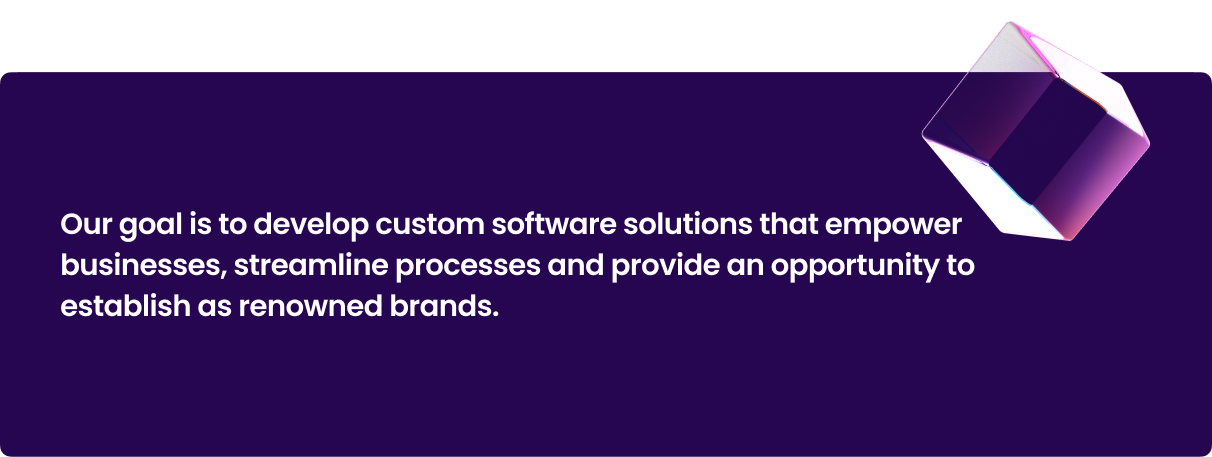 Our goal is to develop custom software solutions that empower
businesses, streamline processes and provide an opportunity to
establish as renowned brands.